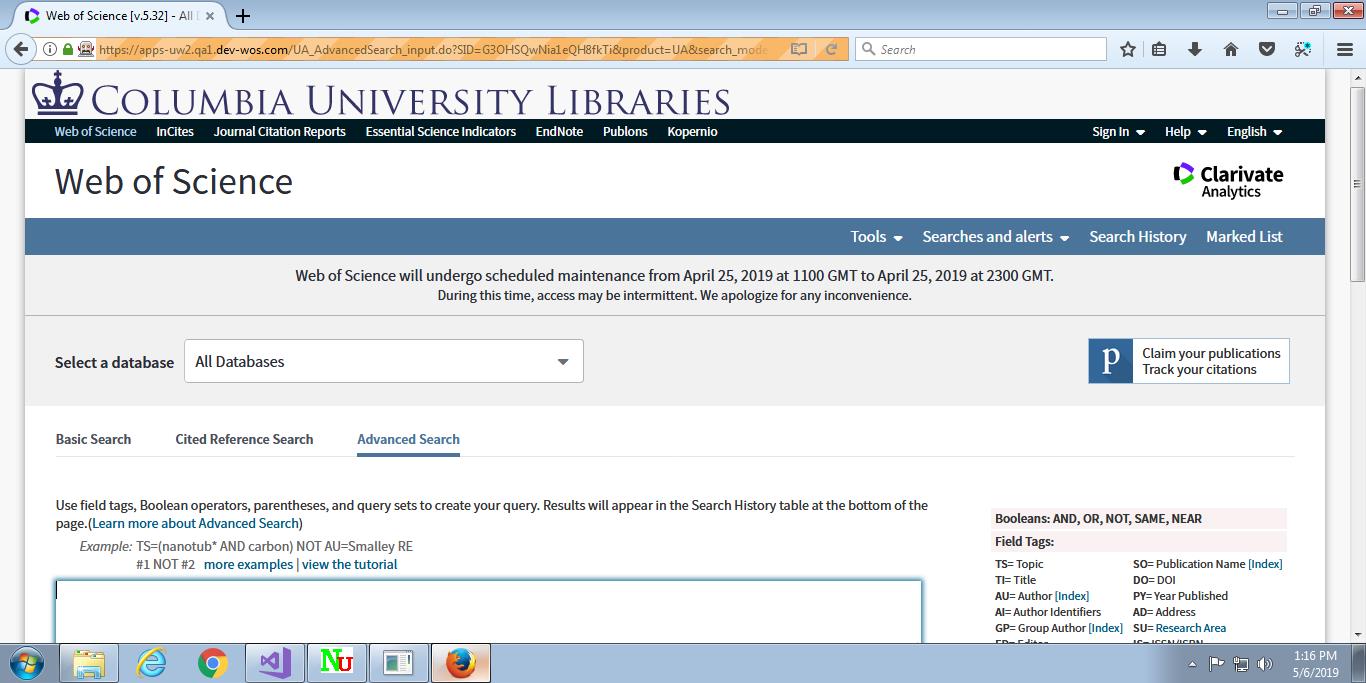 Web of Science [v.5.32] - All
https://apps-uw2.qa1.dev-wos.com/UA_AdvancedSearch_input.do?SID=G3OHSQwNia1eQH8fkTi&product=UA&search_mode
Search
COLUMBIA UNIVERSITY LIBRARIES
Web of Science InCites Journal Citation Reports Essential Science Indicators EndNote Publons Kopernio Sign In Help English
Web of Science
Clarivate
Analytics
Tools Searches and alerts Search History Marked List
Web of Science will undergo scheduled maintenance from April 25, 2019 at 1100 GMT to April 25, 2019 at 2300 GMT.
During this time, access may be intermittent. We apologize for any inconvenience.
Select a database All Databases
p Claim your publications
Track your citations
Basic Search Cited Reference Search Advanced Search
Use field tags, Boolean operators, parentheses, and query sets to create your query. Results will appear in the Search History table at the bottom of the
page.(Learn more about Advanced Search)
Example: TS=(nanotub* AND carbon) NOT AU=Smalley RE
#1 NOT #2 more examples | view the tutorial
Booleans: AND, OR, NOT, SAME, NEAR
Field Tags:
TS= Topic
TI= Title
AU= Author [Index]
AI= Author Identifiers
GP= Group Author [Index]
SO= Publication Name [Index]
DO= DOI
PY= Year Published
AD= Address
SU= Research Area
Nu
1:16 PM
5/6/2019